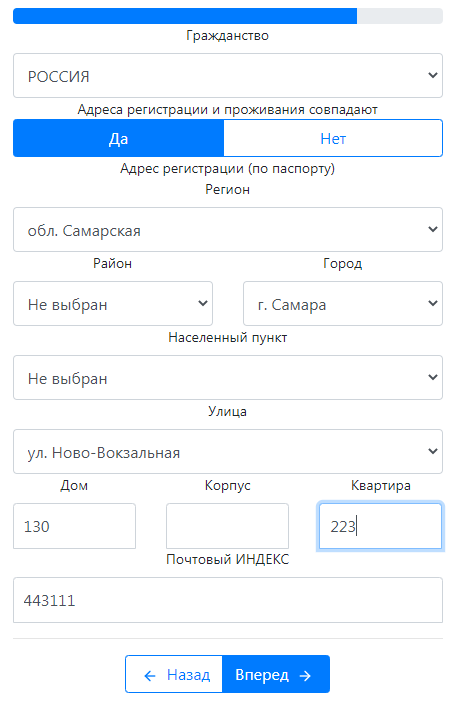 Гражданство
РОССИЯ
Адреса регистрации и проживания совпадают
Да Нет
Адрес регистрации (по паспорту)
Регион
обл. Самарская
Район Город
Не выбран г. Самара
Населенный пункт
Не выбран
Улица
ул. Ново-Вокзальная
Дом Корпус Квартира
130 223
Почтовый ИНДЕКС
443111
← Назад Вперед →